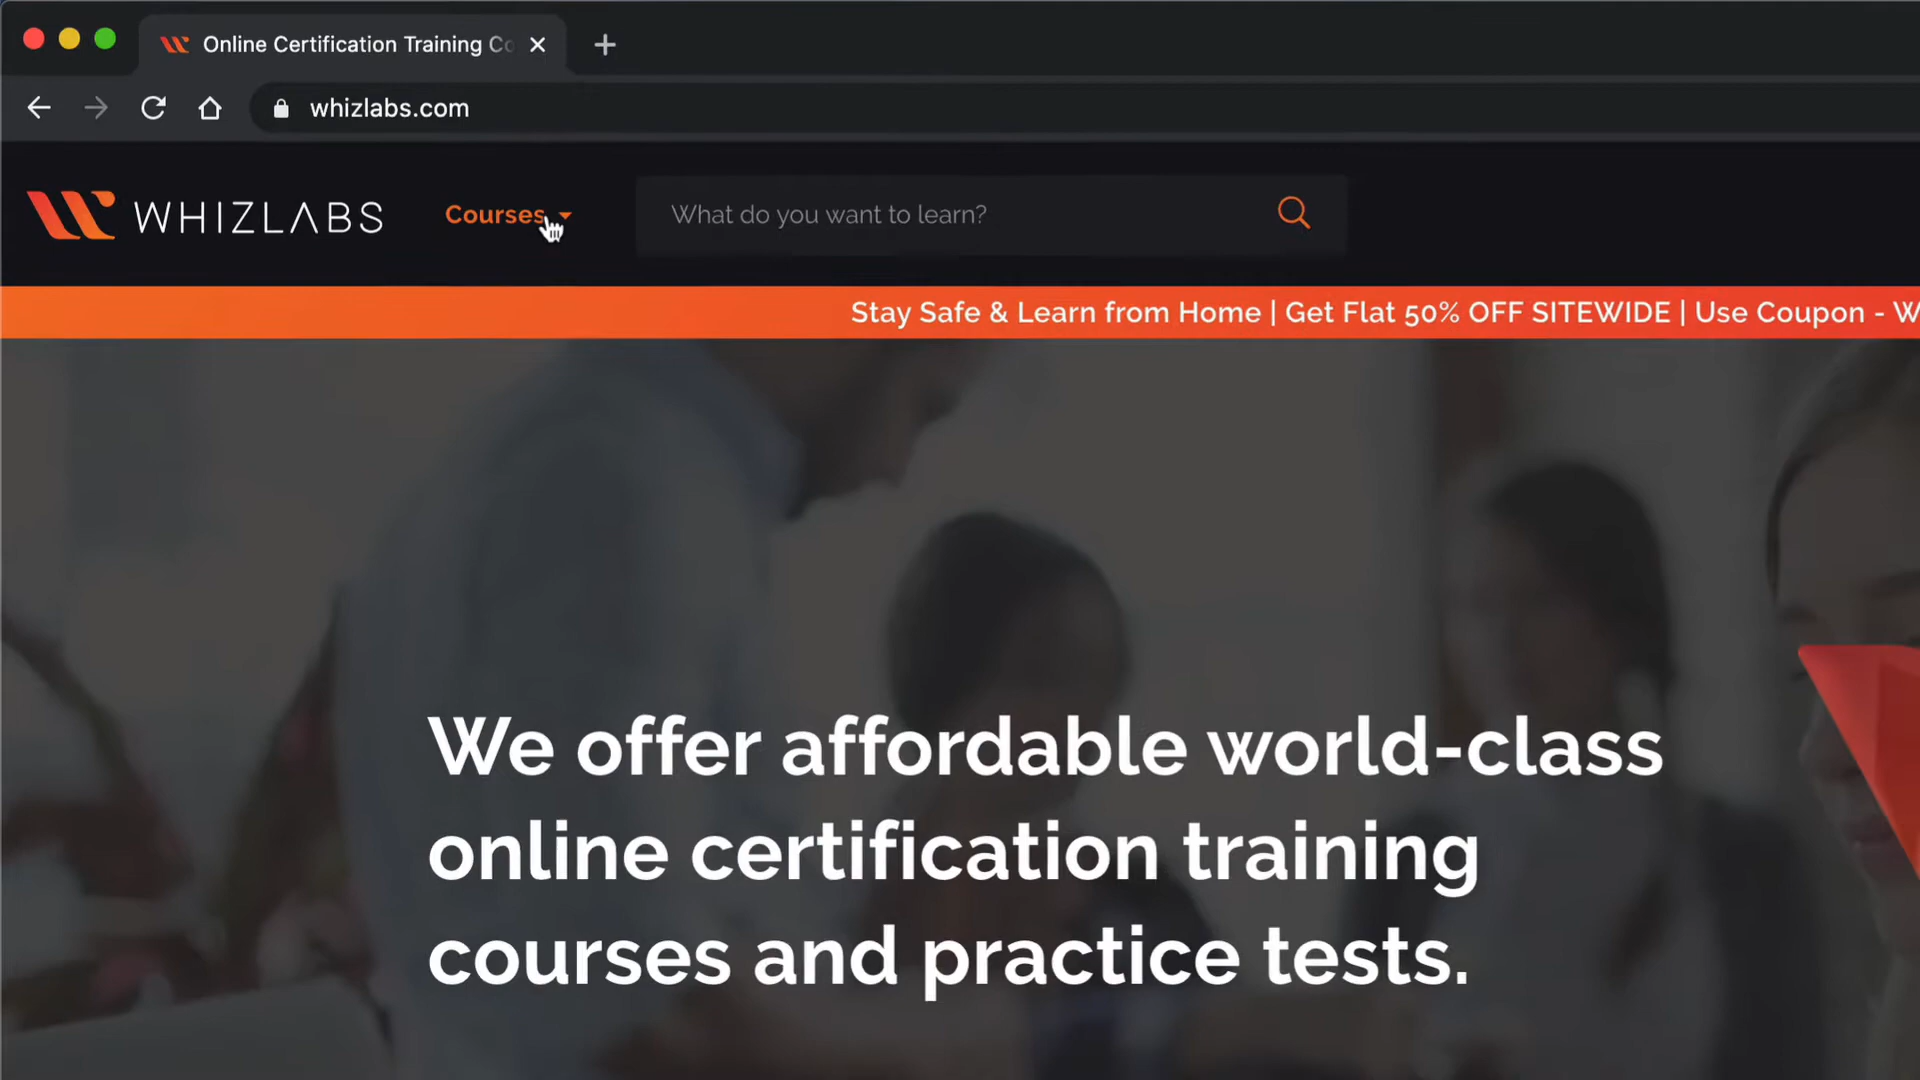 Online Certification Training
whizlabs.com
WHIZLABS
Courses
What do you want to learn?
Stay Safe & Learn from Home | Get Flat 50% OFF SITEWIDE | Use Coupon - W
We offer affordable world-class
online certification training
courses and practice tests.